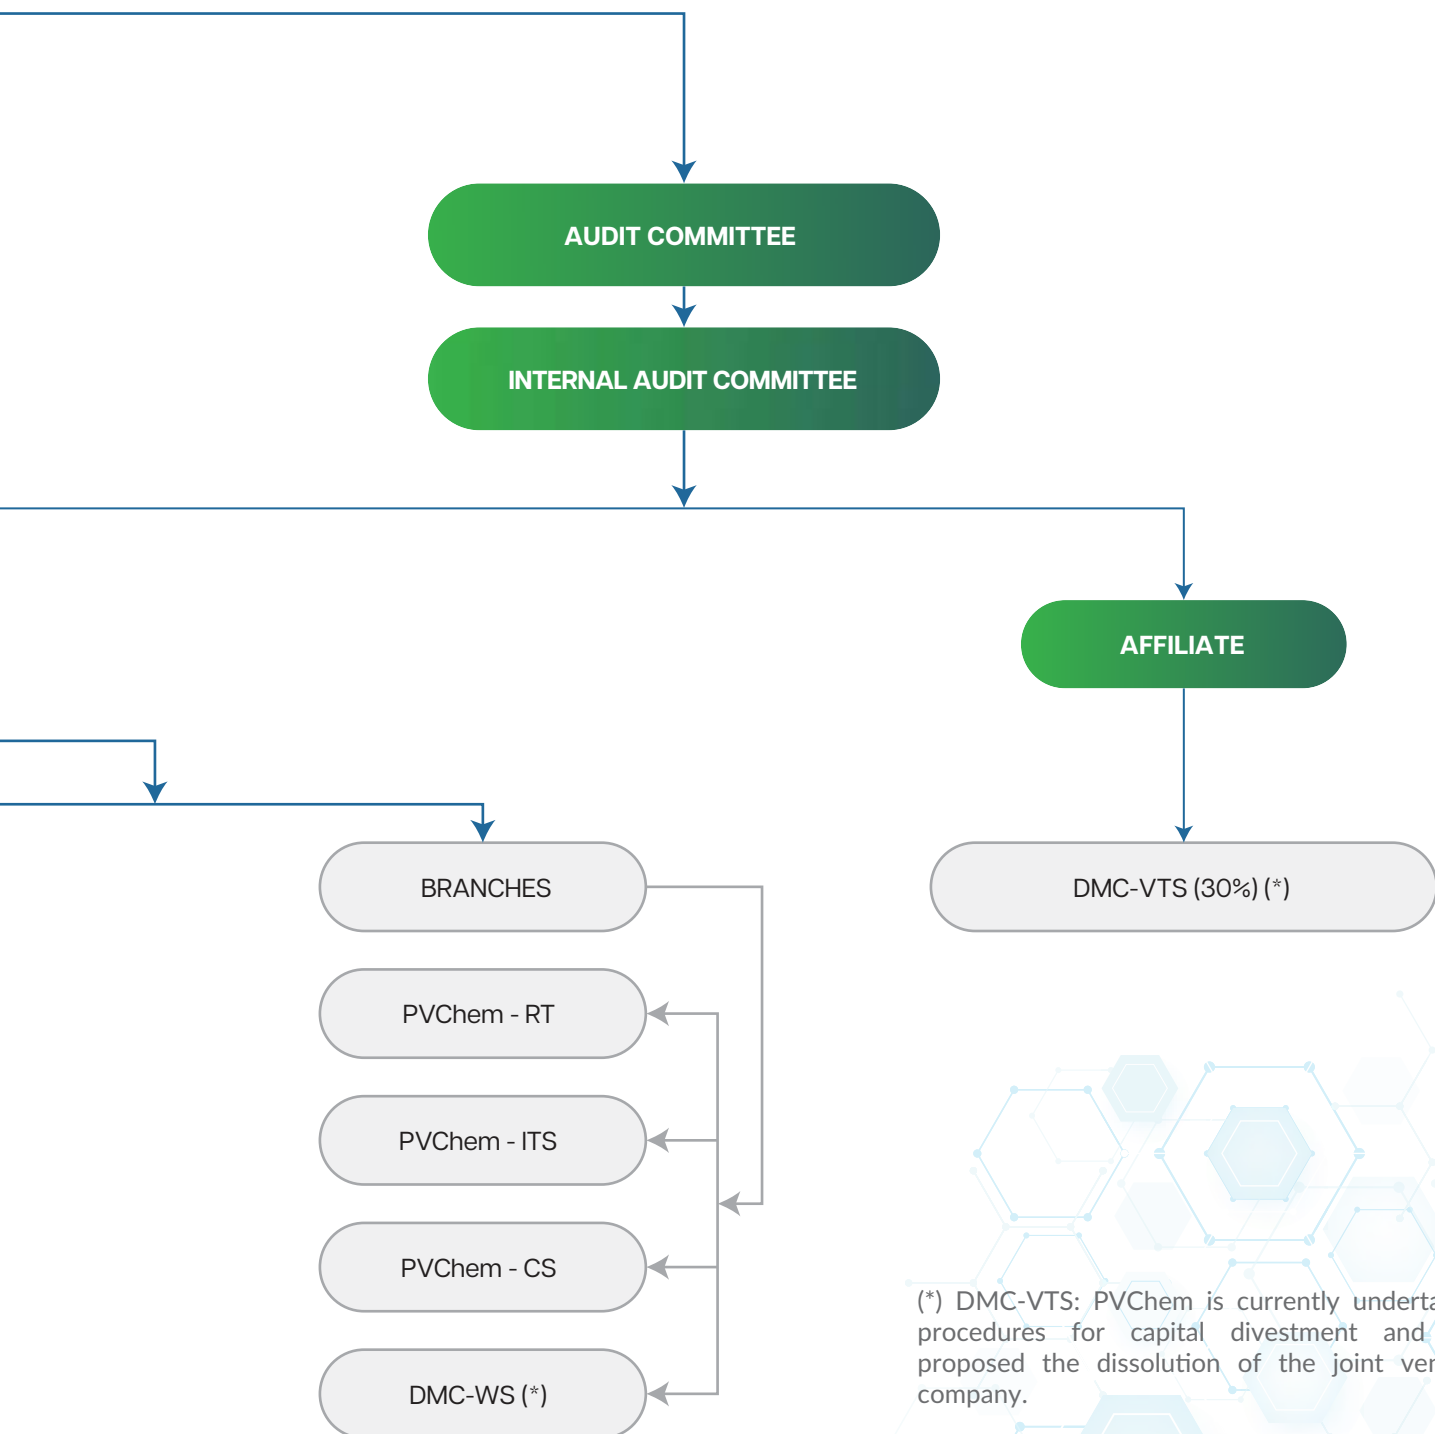 AUDIT COMMITTEE
INTERNAL AUDIT COMMITTEE
AFFILIATE
BRANCHES
DMC-VTS (30%) (*)
PVChem - RT
PVChem - ITS
PVChem - CS
DMC-WS (*)
(*) DMC-VTS: PVChem is currently
procedures for capital divestment and
proposed the dissolution of the joint
company.